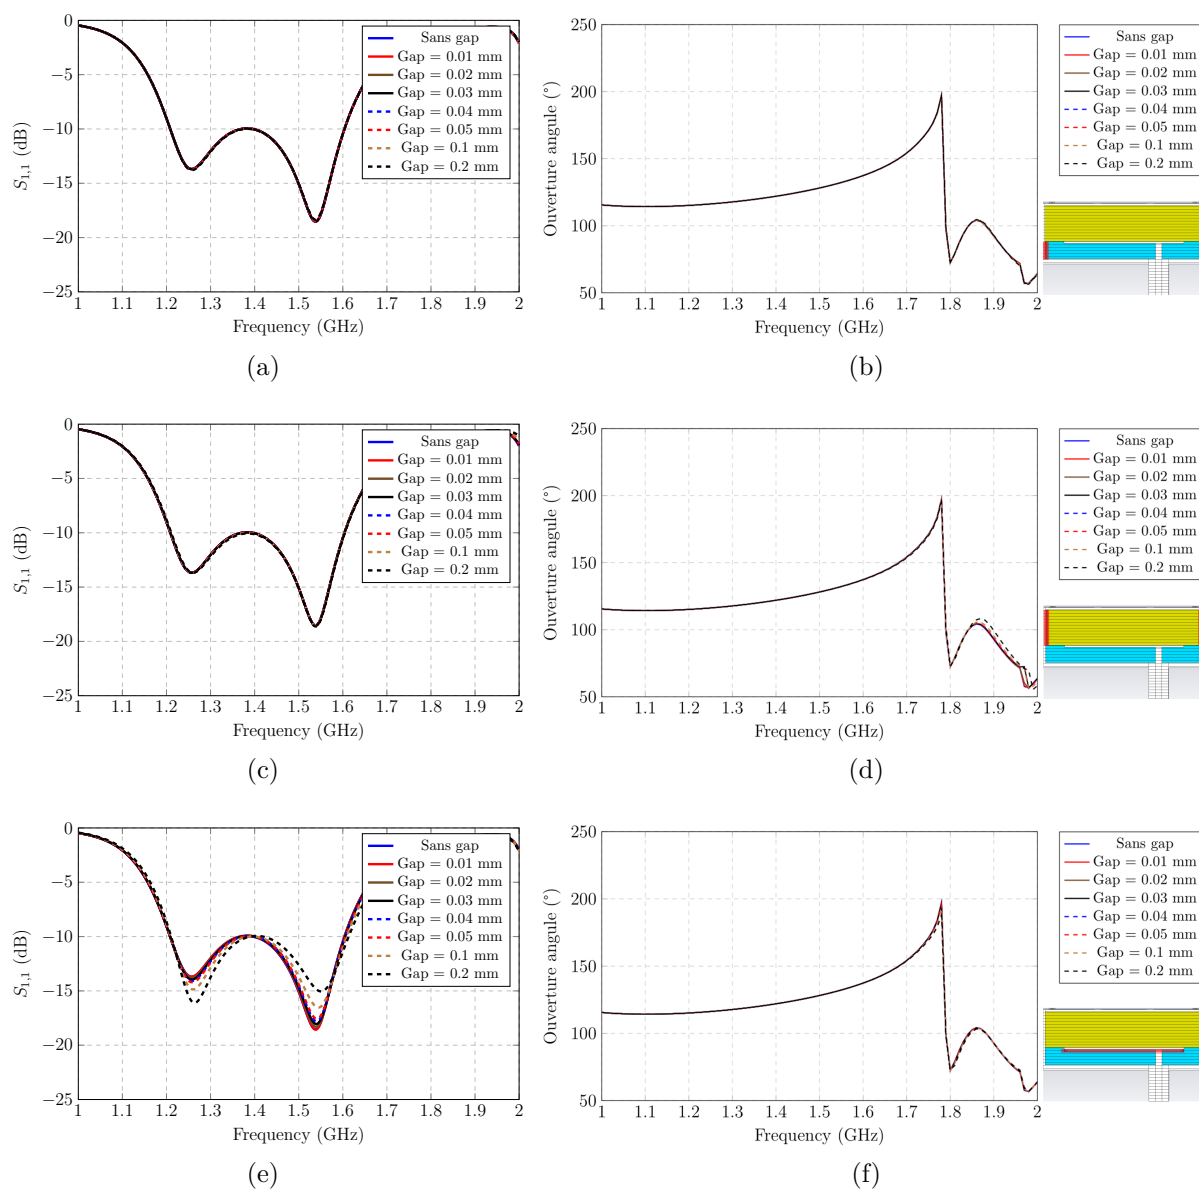 0
−5
−10
−15
−20
−25
S1,1 (dB)
1 1.1 1.2 1.3 1.4 1.5 1.6 1.7 1.8 1.9 2
Frequency (GHz)
Sans gap
Gap = 0.01 mm
Gap = 0.02 mm
Gap = 0.03 mm
Gap = 0.04 mm
Gap = 0.05 mm
Gap = 0.1 mm
Gap = 0.2 mm
(a)
250
200
150
100
50
Ouverture angule (°)
1 1.1 1.2 1.3 1.4 1.5 1.6 1.7 1.8 1.9 2
Frequency (GHz)
Sans gap
Gap = 0.01 mm
Gap = 0.02 mm
Gap = 0.03 mm
Gap = 0.04 mm
Gap = 0.05 mm
Gap = 0.1 mm
Gap = 0.2 mm
(b)
0
−5
−10
−15
−20
−25
S1,1 (dB)
1 1.1 1.2 1.3 1.4 1.5 1.6 1.7 1.8 1.9 2
Frequency (GHz)
Sans gap
Gap = 0.01 mm
Gap = 0.02 mm
Gap = 0.03 mm
Gap = 0.04 mm
Gap = 0.05 mm
Gap = 0.1 mm
Gap = 0.2 mm
(c)
250
200
150
100
50
Ouverture angule (°)
1 1.1 1.2 1.3 1.4 1.5 1.6 1.7 1.8 1.9 2
Frequency (GHz)
Sans gap
Gap = 0.01 mm
Gap = 0.02 mm
Gap = 0.03 mm
Gap = 0.04 mm
Gap = 0.05 mm
Gap = 0.1 mm
Gap = 0.2 mm
(d)
0
−5
−10
−15
−20
−25
S1,1 (dB)
1 1.1 1.2 1.3 1.4 1.5 1.6 1.7 1.8 1.9 2
Frequency (GHz)
Sans gap
Gap = 0.01 mm
Gap = 0.02 mm
Gap = 0.03 mm
Gap = 0.04 mm
Gap = 0.05 mm
Gap = 0.1 mm
Gap = 0.2 mm
(e)
250
200
150
100
50
Ouverture angule (°)
1 1.1 1.2 1.3 1.4 1.5 1.6 1.7 1.8 1.9 2
Frequency (GHz)
Sans gap
Gap = 0.01 mm
Gap = 0.02 mm
Gap = 0.03 mm
Gap = 0.04 mm
Gap = 0.05 mm
Gap = 0.1 mm
Gap = 0.2 mm
(f)